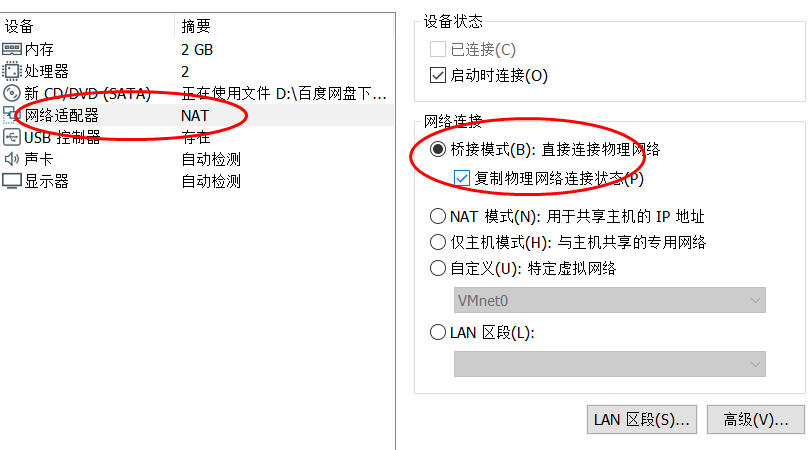 设备 摘要
内存 2 GB
处理器 2
新 CD/DVD (SATA) 正在使用文件 D:\百度网盘下...
网络适配器 NAT
USB 控制器 存在
声卡 自动检测
显示器 自动检测
设备状态
已连接(C)
启动时连接(O)
网络连接
桥接模式(B): 直接连接物理网络
复制物理网络连接状态(P)
NAT 模式(N): 用于共享主机的 IP 地址
仅主机模式(H): 与主机共享的专用网络
自定义(U): 特定虚拟网络
VMnet0
LAN 区段(L):
LAN 区段(S)... 高级(V)...